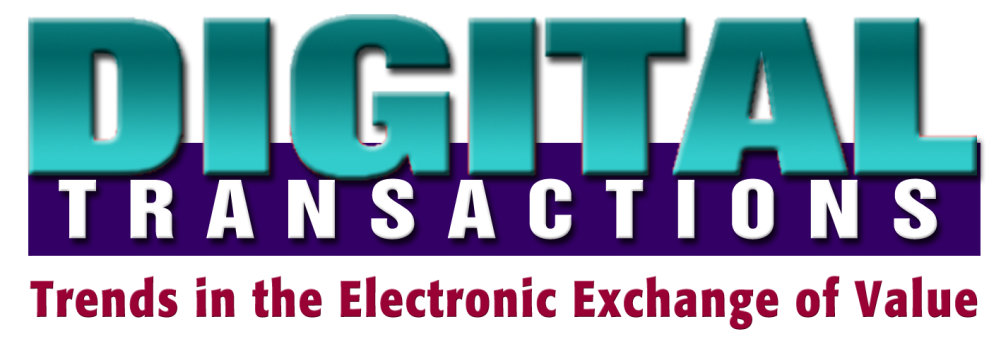 DIGITAL
TRANSACTIONS
Trends in the Electronic Exchange of Value